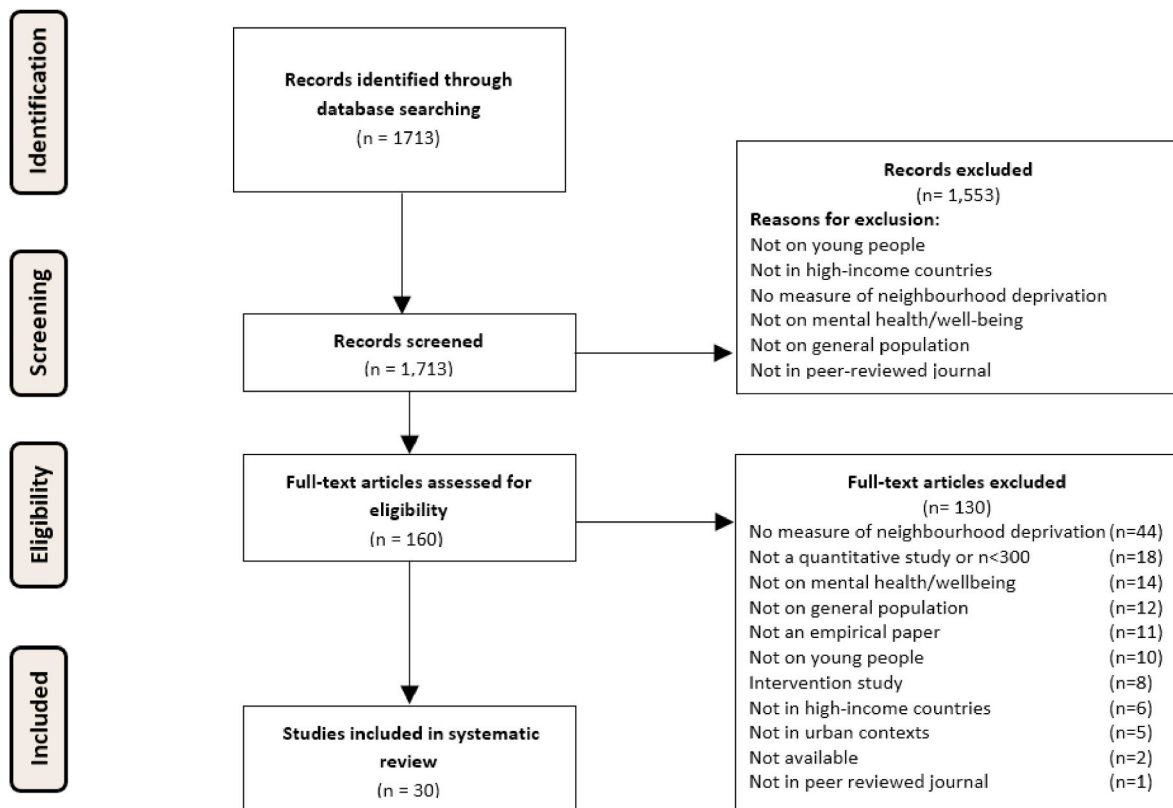 Identification
Records identified through
database searching
(n = 1713)
Records excluded
(n= 1,553)
Reasons for exclusion:
Not on young people
Not in high-income countries
No measure of neighbourhood deprivation
Not on mental health/well-being
Not on general population
Not in peer-reviewed journal
Screening
Records screened
(n = 1,713)
Eligibility
Full-text articles assessed for
eligibility
(n = 160)
Full-text articles excluded
(n= 130)
No measure of neighbourhood deprivation (n=44)
Not a quantitative study or n<300 (n=18)
Not on mental health/wellbeing (n=14)
Not on general population (n=12)
Not an empirical paper (n=11)
Not on young people (n=10)
Intervention study (n=8)
Not in high-income countries (n=6)
Not in urban contexts (n=5)
Not available (n=2)
Not in peer reviewed journal (n=1)
Included
Studies included in systematic
review
(n = 30)